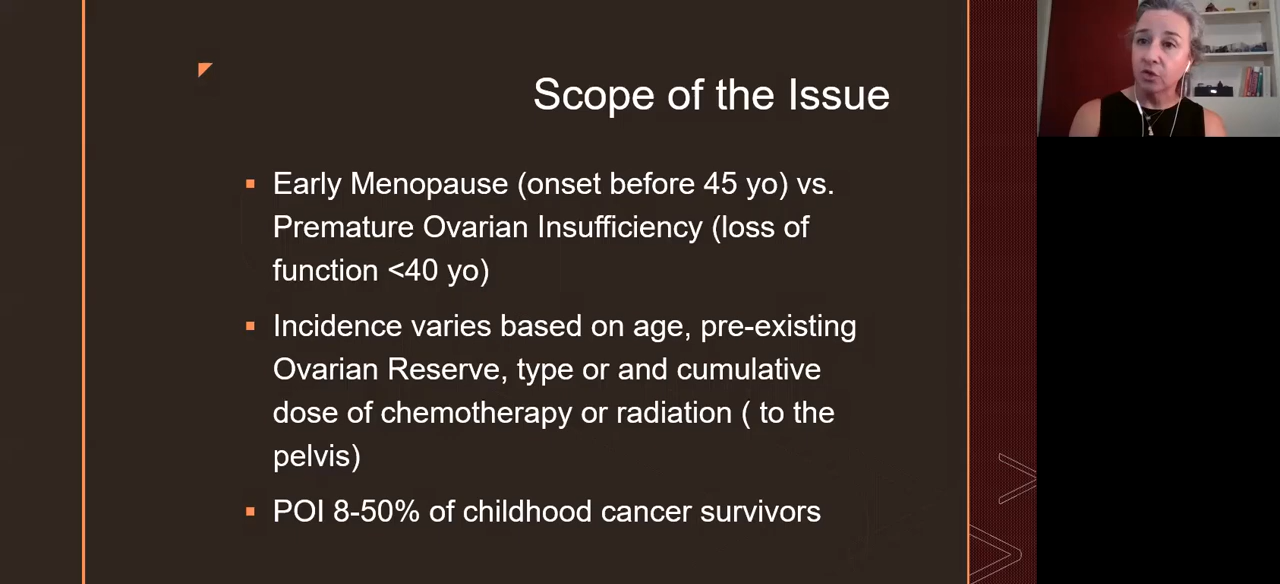 Scope of the Issue
Early Menopause (onset before 45 yo) vs.
Premature Ovarian Insufficiency (loss of
function <40 yo)
Incidence varies based on age, pre-existing
Ovarian Reserve, type or and cumulative
dose of chemotherapy or radiation ( to the
pelvis)
POI 8-50% of childhood cancer survivors